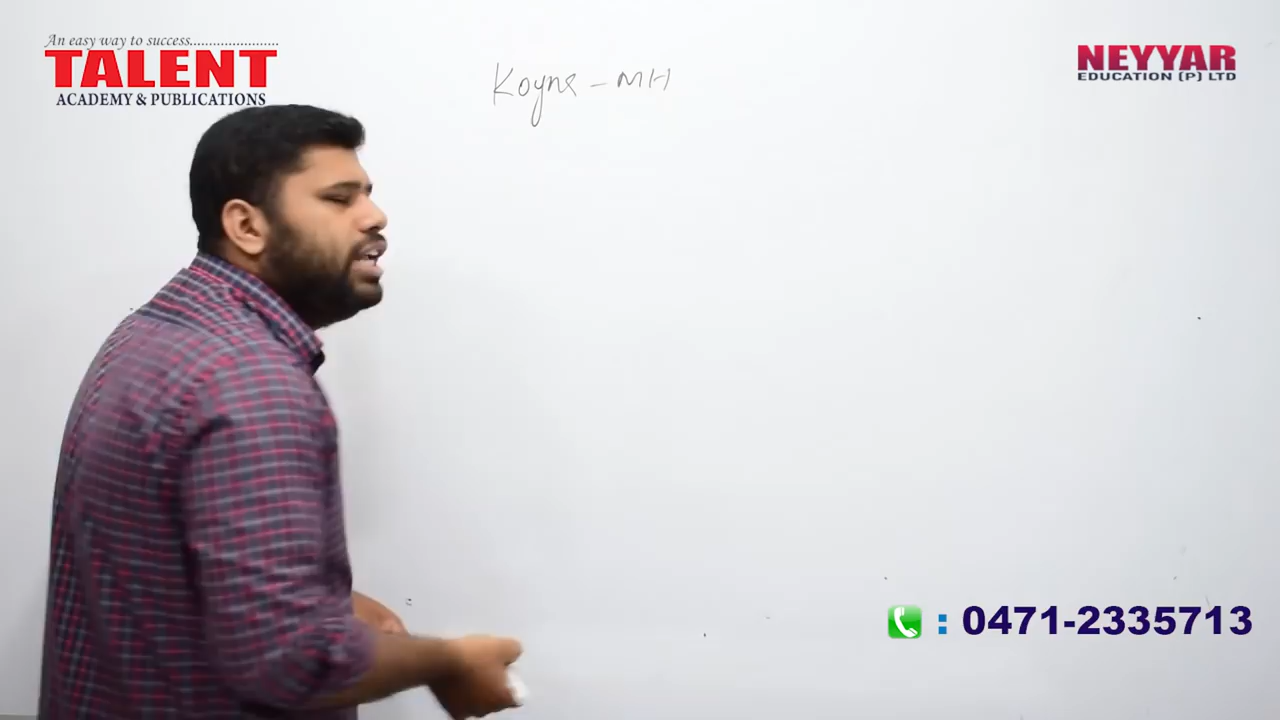 An easy way to success.......................
TALENT
ACADEMY & PUBLICATIONS
NEYYAR
EDUCATION (P) LTD
Koyna - MH
: 0471-2335713